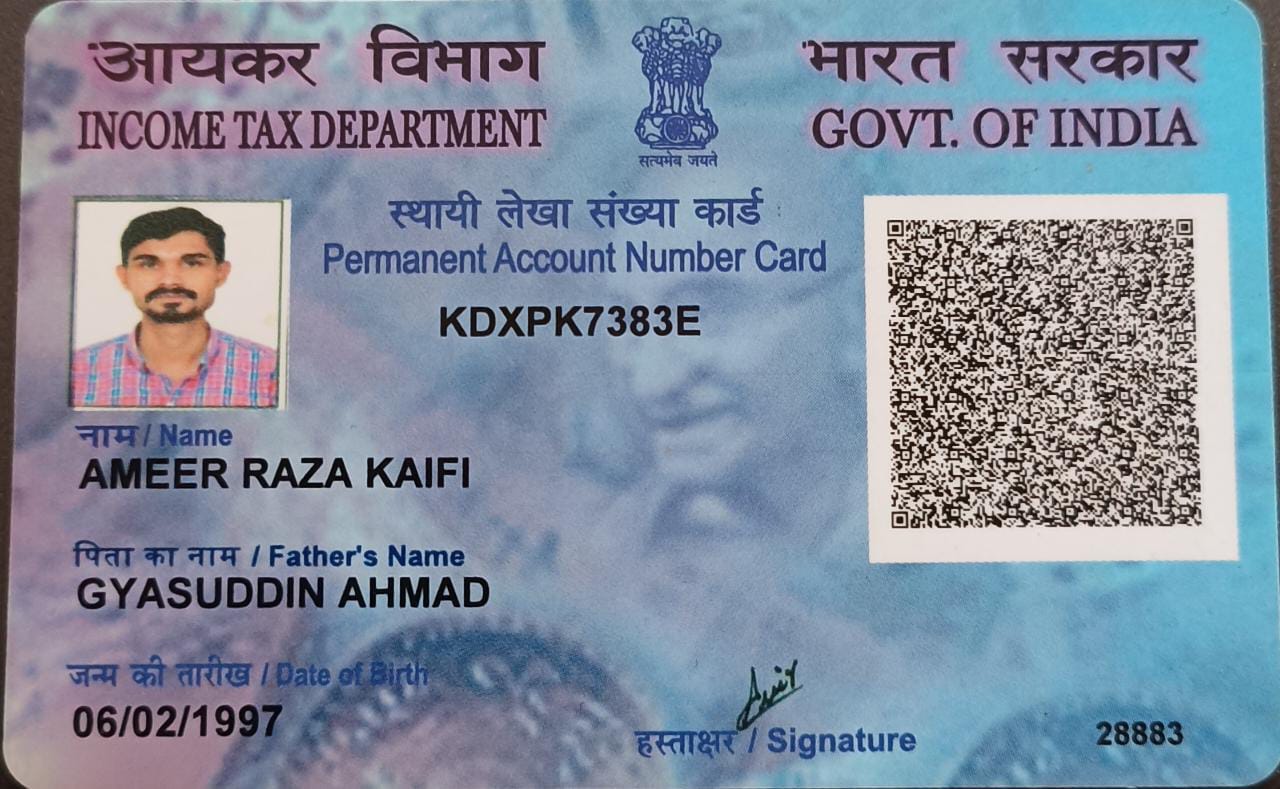 आयकर विभाग
INCOME TAX DEPARTMENT
सत्यमेव जयते
भारत सरकार
GOVT. OF INDIA
स्थायी लेखा संख्या कार्ड
Permanent Account Number Card
KDXPK7383E
नाम / Name
AMEER RAZA KAIFI
पिता का नाम / Father's Name
GYASUDDIN AHMAD
जन्म की तारीख / Date of Birth
06/02/1997
हस्ताक्षर / Signature
28883